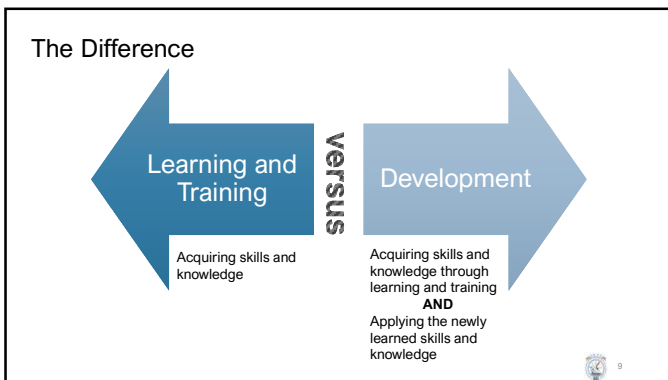 The Difference
Learning and
Training
versus
Development
Acquiring skills and
knowledge
Acquiring skills and
knowledge through
learning and training
AND
Applying the newly
learned skills and
knowledge
9